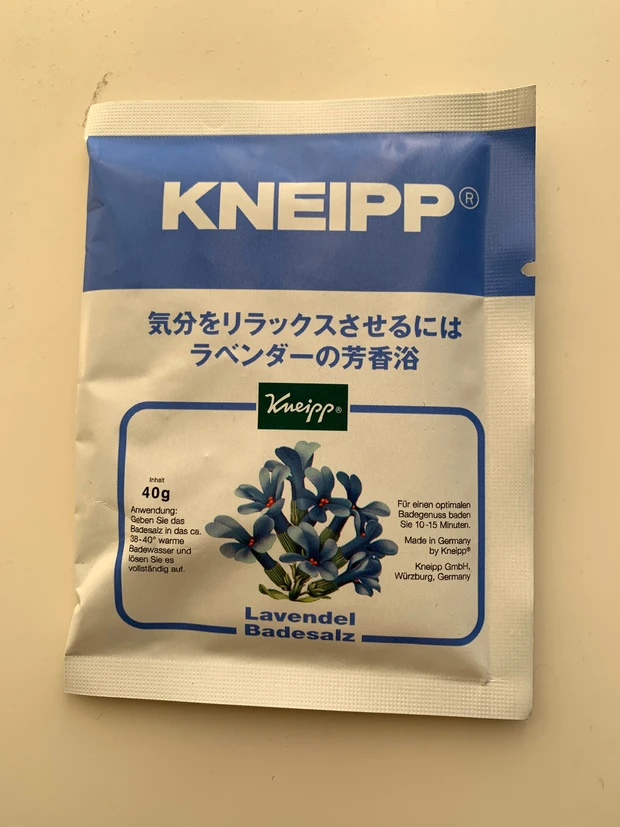 KNEIPP®
気分をリラックスさせるには
ラベンダーの芳香浴
Kneipp®
Inhalt
40g
Anwendung:
Geben Sie das
Badesalz in das ca.
38-40° warme
Badewasser und
lösen Sie es
vollständig auf.
Für einen optimalen
Badegenuss baden
Sie 10-15 Minuten.
Made in Germany
by Kneipp®
Kneipp GmbH,
Würzburg, Germany
Lavendel
Badesalz